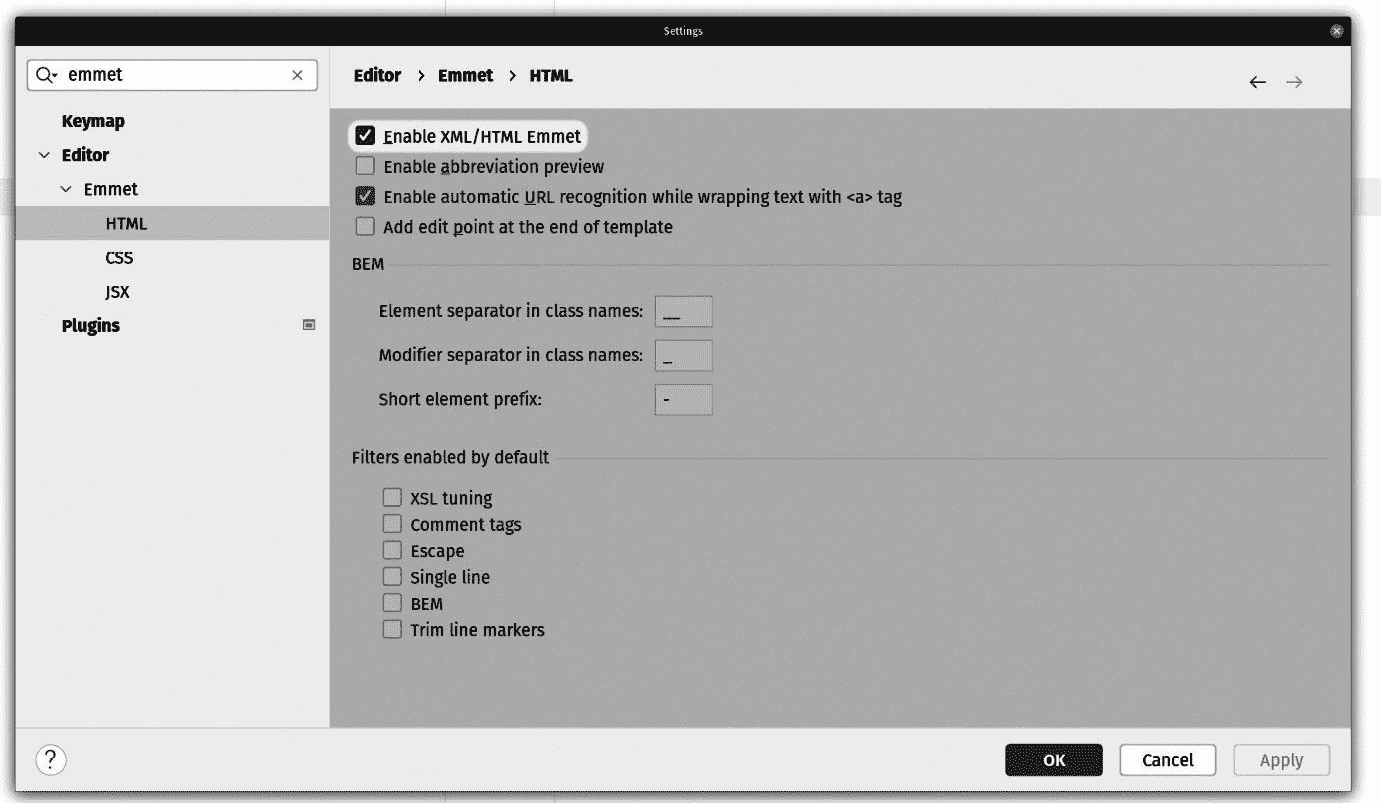 Settings
emmet
Keymap
Editor
Emmet
HTML
CSS
JSX
Plugins
Editor › Emmet › HTML
Enable XML/HTML Emmet
Enable abbreviation preview
Enable automatic URL recognition while wrapping text with <a> tag
Add edit point at the end of template
BEM
Element separator in class names: __
Modifier separator in class names: _
Short element prefix: -
Filters enabled by default
XSL tuning
Comment tags
Escape
Single line
BEM
Trim line markers
?
OK Cancel Apply